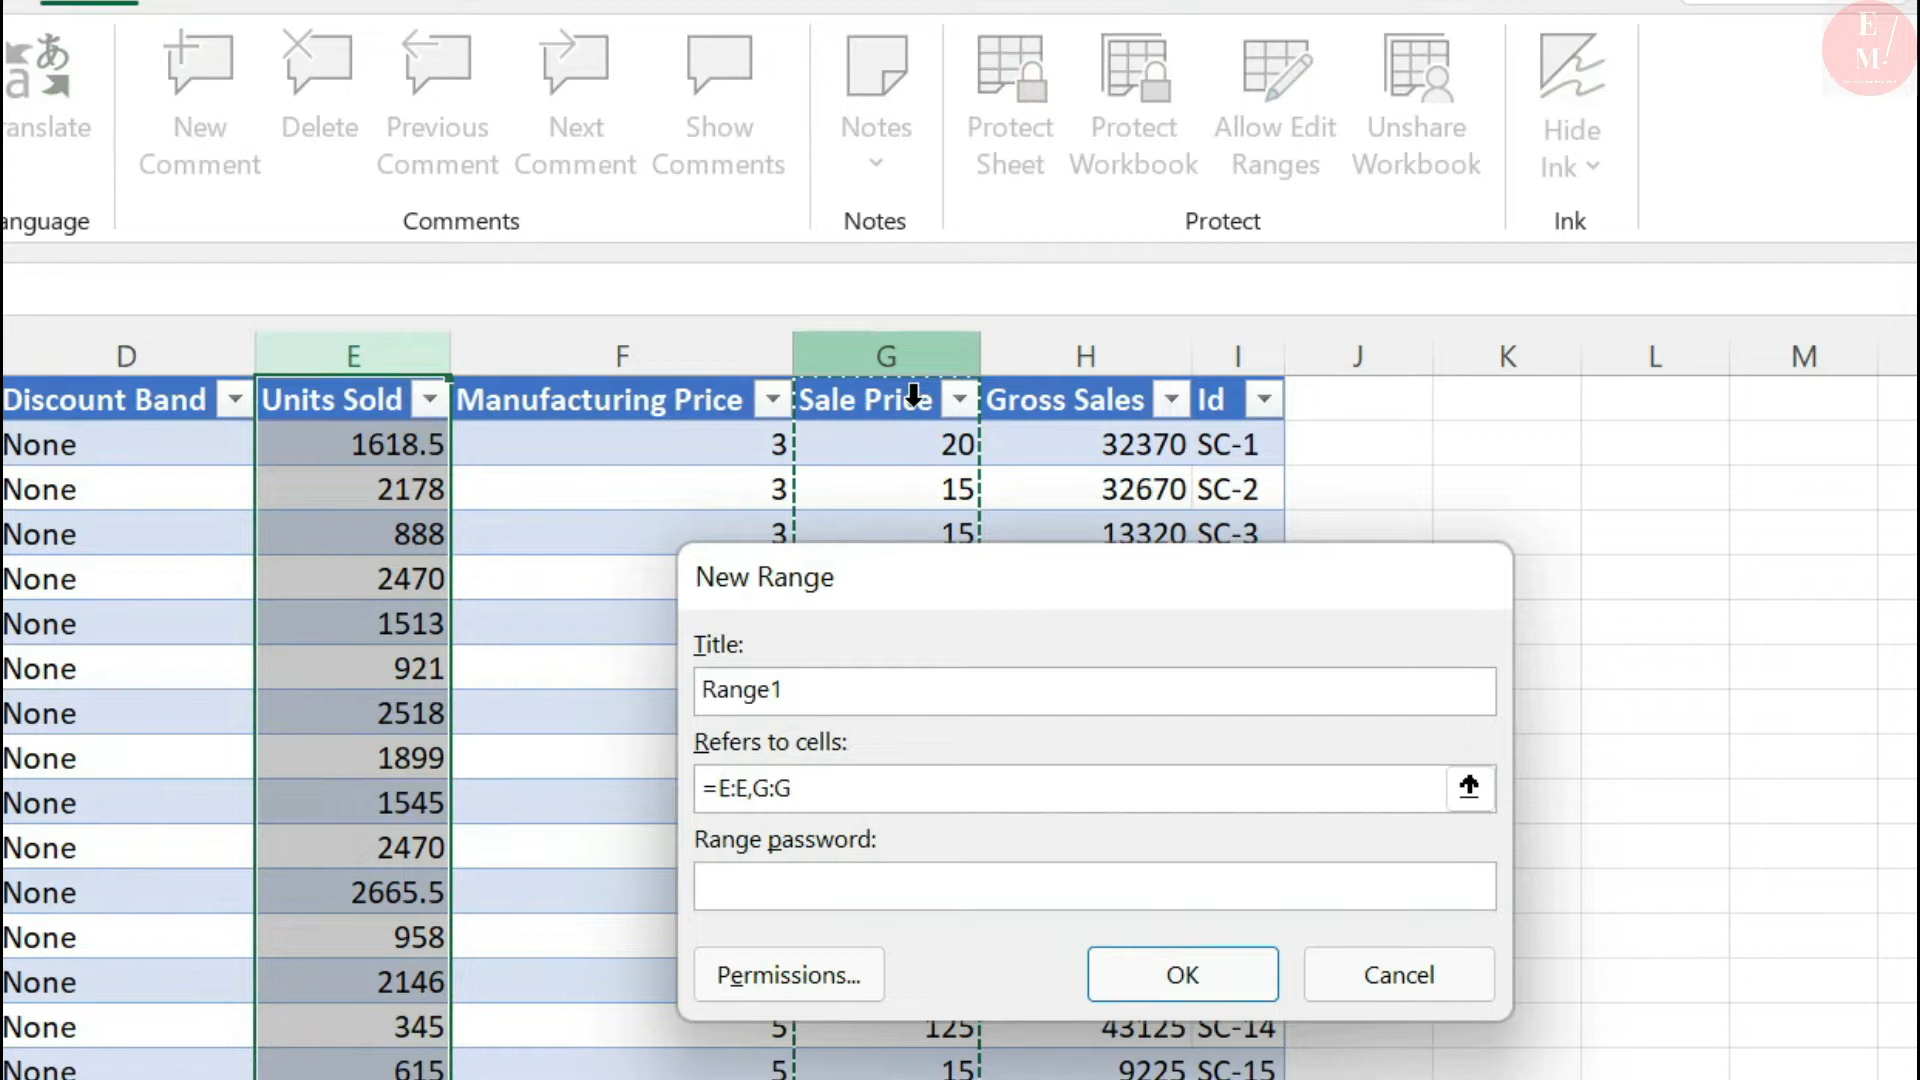 E
M.
anslate
New Comment
Delete
Previous Comment
Next Comment
Show Comments
Notes
Protect Sheet
Protect Workbook
Allow Edit Ranges
Unshare Workbook
Hide Ink
anguage
Comments
Notes
Protect
Ink
D E F G H I J K L M
Discount Band Units Sold Manufacturing Price Sale Price Gross Sales Id
None 1618.5 3 20 32370 SC-1
None 2178 3 15 32670 SC-2
None 888 3 15 13320 SC-3
None 2470
None 1513
None 921
None 2518
None 1899
None 1545
None 2470
None 2665.5
None 958
None 2146
None 345 5 125 43125 SC-14
None 615 5 15 9225 SC-15
New Range
Title:
Range1
Refers to cells:
=E:E,G:G
Range password:
Permissions... OK Cancel